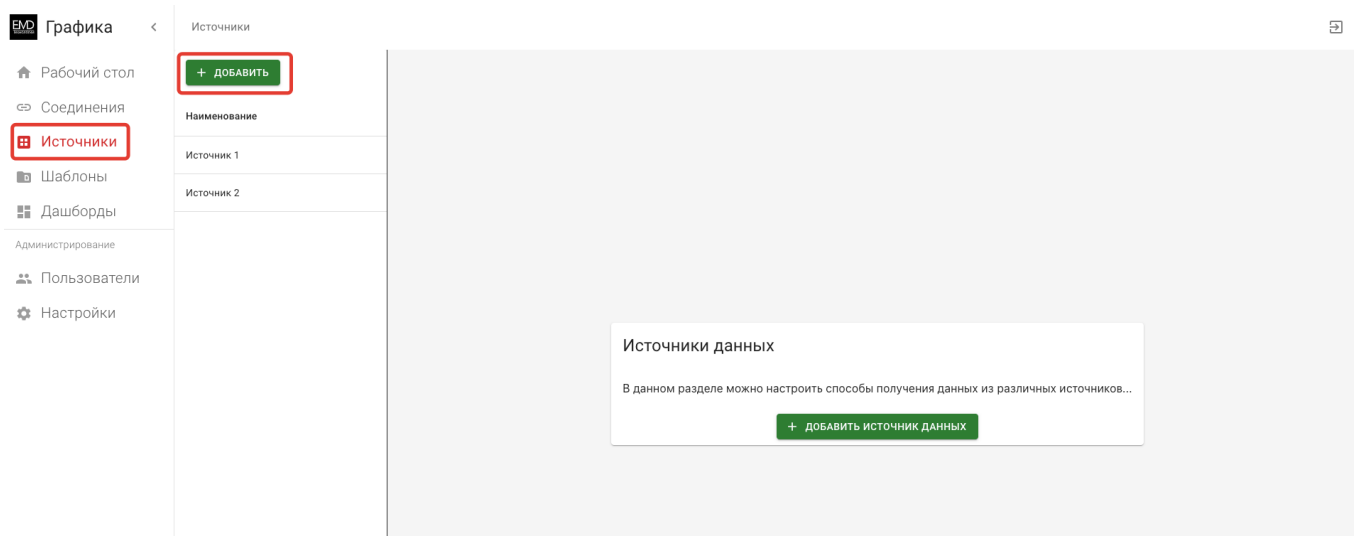 EMD Графика
Источники
Рабочий стол
Соединения
Источники
Шаблоны
Дашборды
Администрирование
Пользователи
Настройки
+ ДОБАВИТЬ
Наименование
Источник 1
Источник 2
Источники данных
В данном разделе можно настроить способы получения данных из различных источников...
+ ДОБАВИТЬ ИСТОЧНИК ДАННЫХ